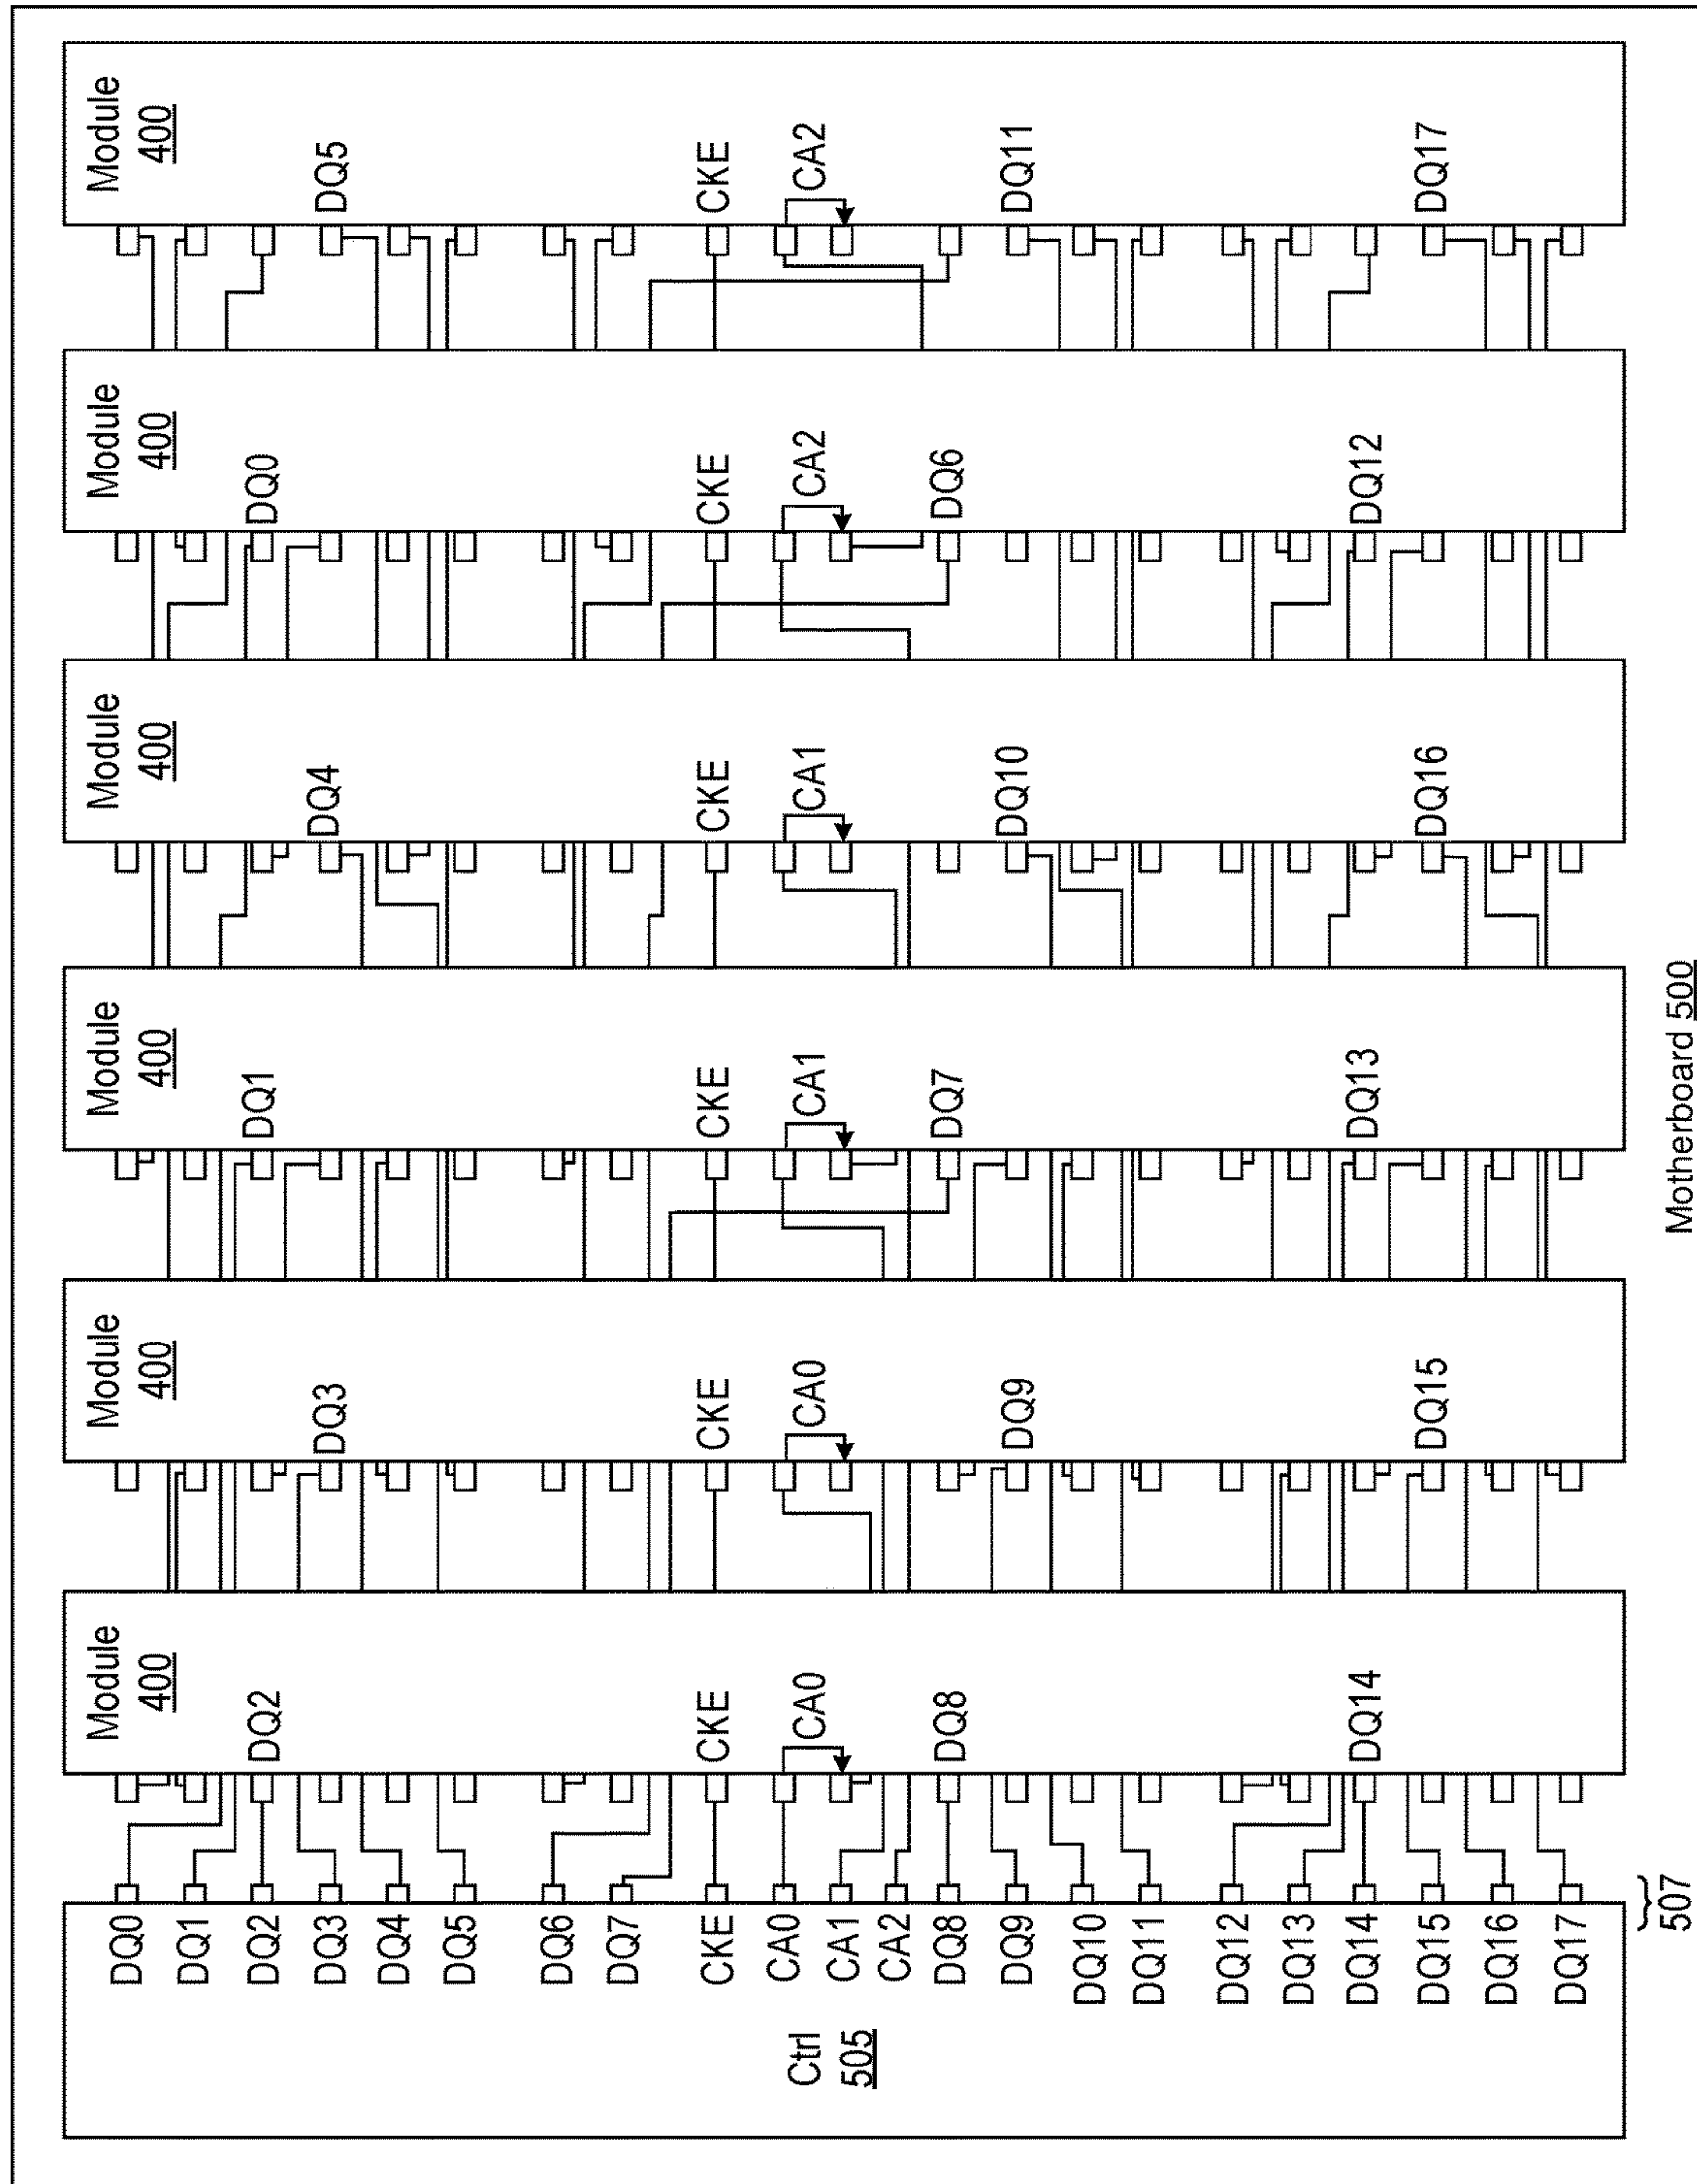 Module
400
DQ5
CKE
CA2
DQ11
DQ17
Module
400
DQ0
CKE
CA2
DQ6
DQ12
Module
400
DQ4
CKE
CA1
DQ10
DQ16
Module
400
DQ1
CKE
CA1
DQ7
DQ13
Module
400
DQ3
CKE
CA0
DQ9
DQ15
Module
400
DQ2
CKE
CA0
DQ8
DQ14
DQ0
DQ1
DQ2
DQ3
DQ4
DQ5
DQ6
DQ7
CKE
CA0
CA1
CA2
DQ8
DQ9
DQ10
DQ11
DQ12
DQ13
DQ14
DQ15
DQ16
DQ17
507
Ctrl
505
Motherboard 500